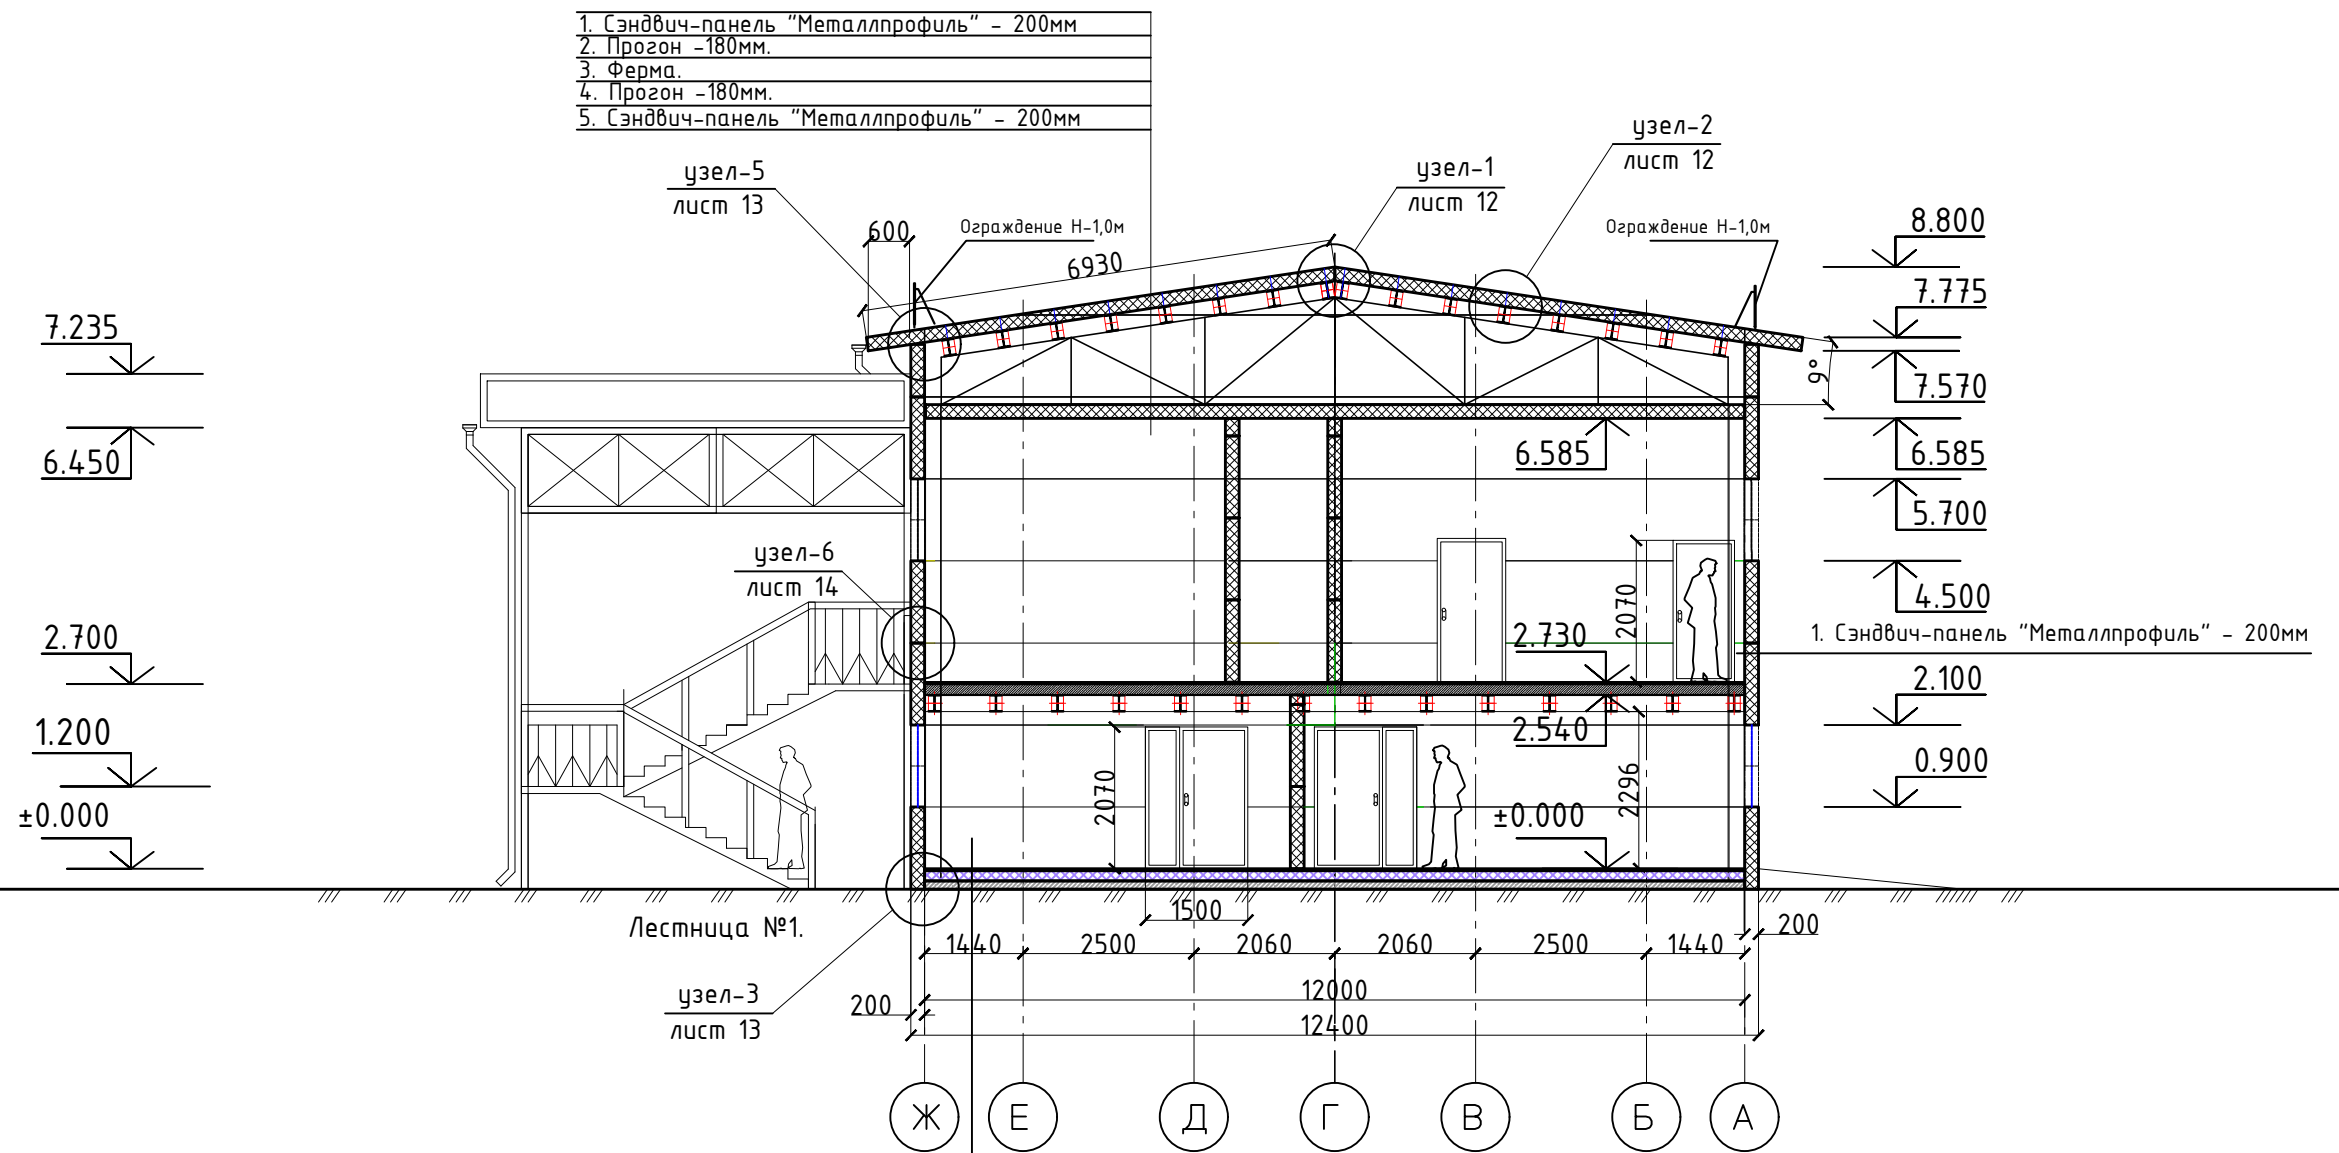 1. Сэндвич-панель "Металлпрофиль" - 200мм
2. Прогон -180мм.
3. Ферма.
4. Прогон -180мм.
5. Сэндвич-панель "Металлпрофиль" - 200мм
узел-2
лист 12
узел-1
лист 12
узел-5
лист 13
600
Ограждение Н-1,0м
6930
Ограждение Н-1,0м
8.800
7.775
7.235
9°
7.570
6.450
6.585
6.585
5.700
узел-6
лист 14
2070
4.500
2.700
2.730
1. Сэндвич-панель "Металлпрофиль" - 200мм
2.100
1.200
2.540
0.900
2070
2296
±0.000
±0.000
1500
Лестница №1.
200
1440
2500
2060
2060
2500
1440
узел-3
лист 13
200
12000
12400
Ж
Е
Д
Г
В
Б
А